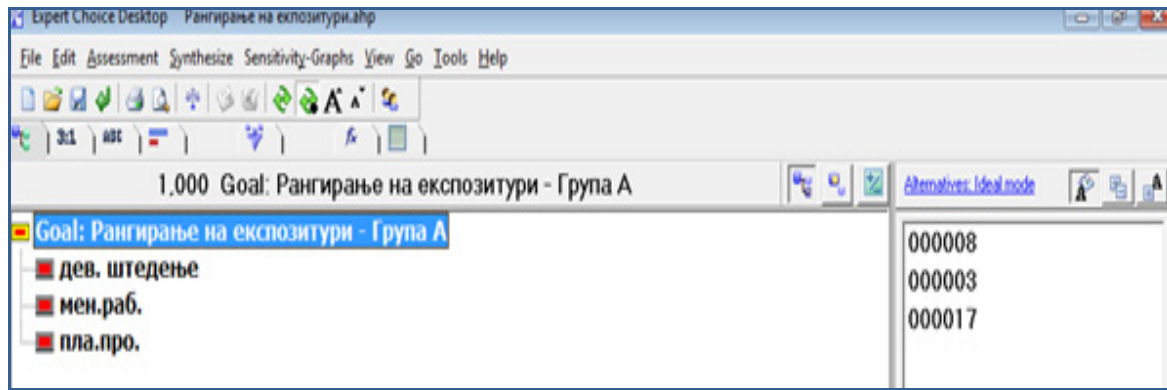 Expert Choice Desktop Рангирање на експозитури.ahp
File Edit Assessment Synthesize Sensitivity-Graphs View Go Tools Help
3:1 ABC
1,000 Goal: Рангирање на експозитури - Група А
Alternatives: Ideal mode
Goal: Рангирање на експозитури - Група А
дев. штедење
мен.раб.
пла.про.
000008
000003
000017